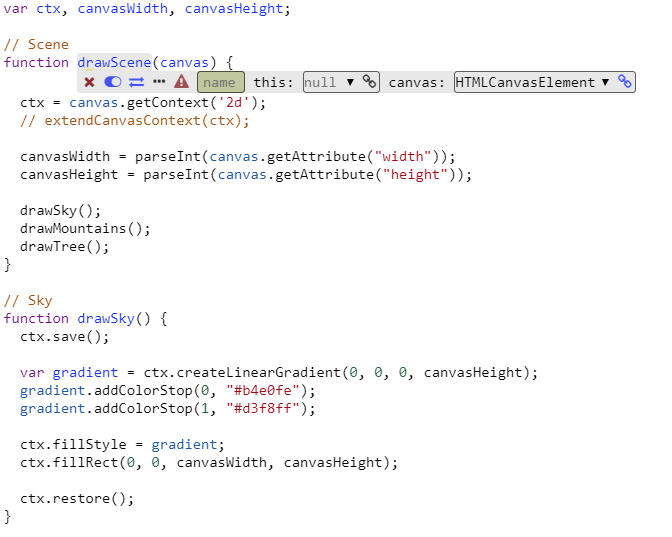 var ctx, canvasWidth, canvasHeight;
// Scene
function drawScene(canvas) {
name this: null ▼ canvas: HTMLCanvasElement ▼
ctx = canvas.getContext('2d');
// extendCanvasContext(ctx);
canvasWidth = parseInt(canvas.getAttribute("width"));
canvasHeight = parseInt(canvas.getAttribute("height"));
drawSky();
drawMountains();
drawTree();
}
// Sky
function drawSky() {
ctx.save();
var gradient = ctx.createLinearGradient(0, 0, 0, canvasHeight);
gradient.addColorStop(0, "#b4e0fe");
gradient.addColorStop(1, "#d3f8ff");
ctx.fillStyle = gradient;
ctx.fillRect(0, 0, canvasWidth, canvasHeight);
ctx.restore();
}